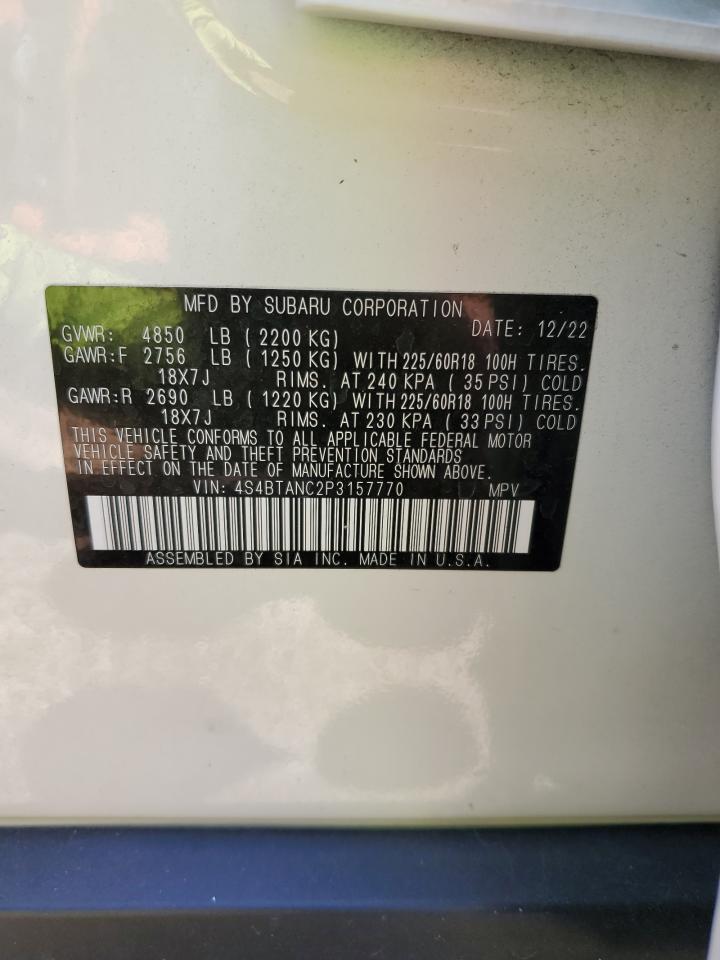 MFD BY SUBARU CORPORATION
GVWR: 4850 LB ( 2200 KG) DATE: 12/22
GAWR:F 2756 LB ( 1250 KG) WITH 225/60R18 100H TIRES.
18X7J RIMS. AT 240 KPA ( 35 PSI) COLD
GAWR:R 2690 LB ( 1220 KG) WITH 225/60R18 100H TIRES.
18X7J RIMS. AT 230 KPA ( 33 PSI) COLD
THIS VEHICLE CONFORMS TO ALL APPLICABLE FEDERAL MOTOR
VEHICLE SAFETY AND THEFT PREVENTION STANDARDS
IN EFFECT ON THE DATE OF MANUFACTURE SHOWN ABOVE.
VIN: 4S4BTANC2P3157770 MPV
ASSEMBLED BY SIA INC. MADE IN U.S.A.